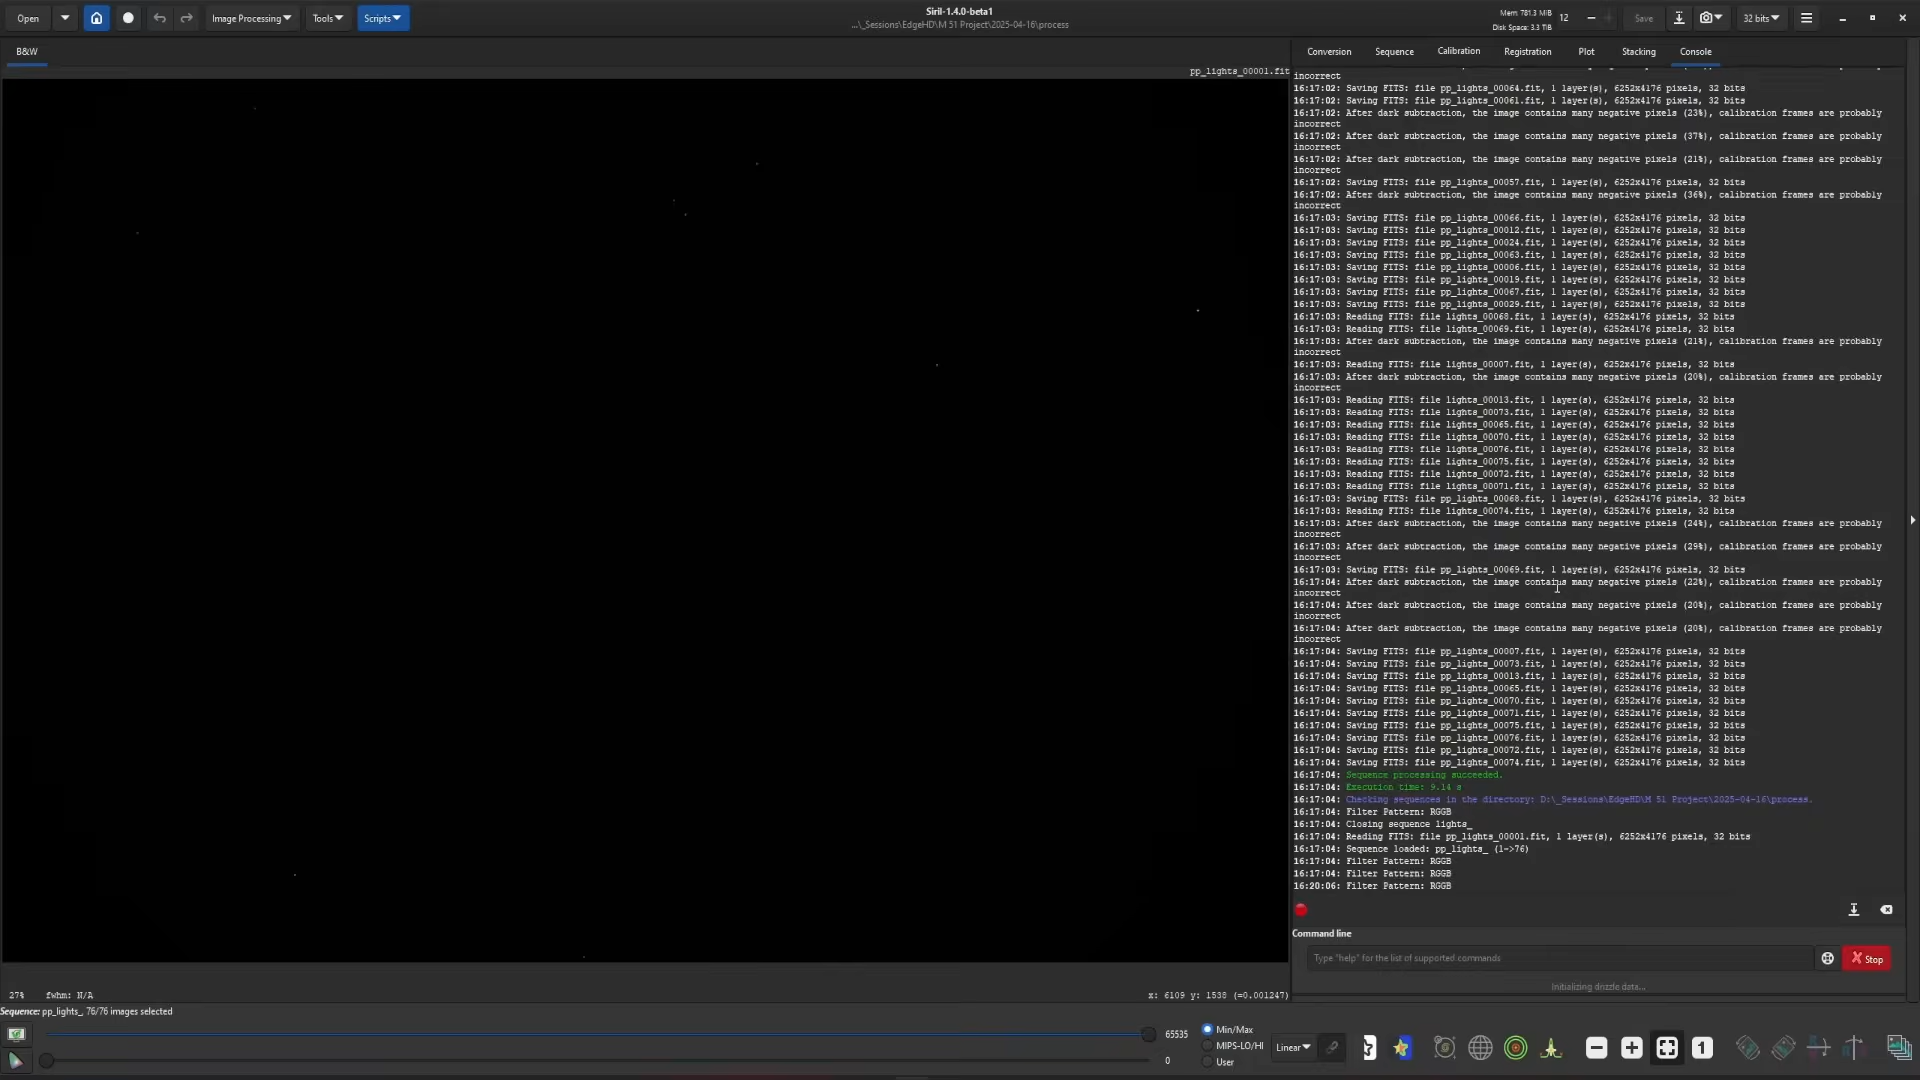 Open
Image Processing
Tools
Scripts
Siril-1.4.0-beta1
...\_Sessions\EdgeHD\M 51 Project\2025-04-16\process
Mem: 781.3 MiB
Disk Space: 3.3 TiB
12
Save
32 bits
B&W
Conversion
Sequence
Calibration
Registration
Plot
Stacking
Console
pp_lights_00001.fit
incorrect
16:17:02: Saving FITS: file pp_lights_00064.fit, 1 layer(s), 6252x4176 pixels, 32 bits
16:17:02: Saving FITS: file pp_lights_00061.fit, 1 layer(s), 6252x4176 pixels, 32 bits
16:17:02: After dark subtraction, the image contains many negative pixels (23%), calibration frames are probably
incorrect
16:17:02: After dark subtraction, the image contains many negative pixels (37%), calibration frames are probably
incorrect
16:17:02: After dark subtraction, the image contains many negative pixels (21%), calibration frames are probably
incorrect
16:17:02: Saving FITS: file pp_lights_00057.fit, 1 layer(s), 6252x4176 pixels, 32 bits
16:17:02: After dark subtraction, the image contains many negative pixels (36%), calibration frames are probably
incorrect
16:17:03: Saving FITS: file pp_lights_00066.fit, 1 layer(s), 6252x4176 pixels, 32 bits
16:17:03: Saving FITS: file pp_lights_00012.fit, 1 layer(s), 6252x4176 pixels, 32 bits
16:17:03: Saving FITS: file pp_lights_00024.fit, 1 layer(s), 6252x4176 pixels, 32 bits
16:17:03: Saving FITS: file pp_lights_00063.fit, 1 layer(s), 6252x4176 pixels, 32 bits
16:17:03: Saving FITS: file pp_lights_00006.fit, 1 layer(s), 6252x4176 pixels, 32 bits
16:17:03: Saving FITS: file pp_lights_00019.fit, 1 layer(s), 6252x4176 pixels, 32 bits
16:17:03: Saving FITS: file pp_lights_00067.fit, 1 layer(s), 6252x4176 pixels, 32 bits
16:17:03: Saving FITS: file pp_lights_00029.fit, 1 layer(s), 6252x4176 pixels, 32 bits
16:17:03: Reading FITS: file lights_00068.fit, 1 layer(s), 6252x4176 pixels, 32 bits
16:17:03: Reading FITS: file lights_00069.fit, 1 layer(s), 6252x4176 pixels, 32 bits
16:17:03: After dark subtraction, the image contains many negative pixels (21%), calibration frames are probably
incorrect
16:17:03: Reading FITS: file lights_00007.fit, 1 layer(s), 6252x4176 pixels, 32 bits
16:17:03: After dark subtraction, the image contains many negative pixels (20%), calibration frames are probably
incorrect
16:17:03: Reading FITS: file lights_00013.fit, 1 layer(s), 6252x4176 pixels, 32 bits
16:17:03: Reading FITS: file lights_00073.fit, 1 layer(s), 6252x4176 pixels, 32 bits
16:17:03: Reading FITS: file lights_00065.fit, 1 layer(s), 6252x4176 pixels, 32 bits
16:17:03: Reading FITS: file lights_00070.fit, 1 layer(s), 6252x4176 pixels, 32 bits
16:17:03: Reading FITS: file lights_00076.fit, 1 layer(s), 6252x4176 pixels, 32 bits
16:17:03: Reading FITS: file lights_00075.fit, 1 layer(s), 6252x4176 pixels, 32 bits
16:17:03: Reading FITS: file lights_00072.fit, 1 layer(s), 6252x4176 pixels, 32 bits
16:17:03: Reading FITS: file lights_00071.fit, 1 layer(s), 6252x4176 pixels, 32 bits
16:17:03: Saving FITS: file pp_lights_00068.fit, 1 layer(s), 6252x4176 pixels, 32 bits
16:17:03: Reading FITS: file lights_00074.fit, 1 layer(s), 6252x4176 pixels, 32 bits
16:17:03: After dark subtraction, the image contains many negative pixels (24%), calibration frames are probably
incorrect
16:17:03: After dark subtraction, the image contains many negative pixels (29%), calibration frames are probably
incorrect
16:17:03: Saving FITS: file pp_lights_00069.fit, 1 layer(s), 6252x4176 pixels, 32 bits
16:17:04: After dark subtraction, the image contains many negative pixels (22%), calibration frames are probably
incorrect
16:17:04: After dark subtraction, the image contains many negative pixels (20%), calibration frames are probably
incorrect
16:17:04: After dark subtraction, the image contains many negative pixels (20%), calibration frames are probably
incorrect
16:17:04: Saving FITS: file pp_lights_00007.fit, 1 layer(s), 6252x4176 pixels, 32 bits
16:17:04: Saving FITS: file pp_lights_00073.fit, 1 layer(s), 6252x4176 pixels, 32 bits
16:17:04: Saving FITS: file pp_lights_00013.fit, 1 layer(s), 6252x4176 pixels, 32 bits
16:17:04: Saving FITS: file pp_lights_00065.fit, 1 layer(s), 6252x4176 pixels, 32 bits
16:17:04: Saving FITS: file pp_lights_00070.fit, 1 layer(s), 6252x4176 pixels, 32 bits
16:17:04: Saving FITS: file pp_lights_00071.fit, 1 layer(s), 6252x4176 pixels, 32 bits
16:17:04: Saving FITS: file pp_lights_00075.fit, 1 layer(s), 6252x4176 pixels, 32 bits
16:17:04: Saving FITS: file pp_lights_00076.fit, 1 layer(s), 6252x4176 pixels, 32 bits
16:17:04: Saving FITS: file pp_lights_00072.fit, 1 layer(s), 6252x4176 pixels, 32 bits
16:17:04: Saving FITS: file pp_lights_00074.fit, 1 layer(s), 6252x4176 pixels, 32 bits
16:17:04: Sequence processing succeeded.
16:17:04: Execution time: 9.14 s
16:17:04: Checking sequences in the directory: D:\_Sessions\EdgeHD\M 51 Project\2025-04-16\process.
16:17:04: Filter Pattern: RGGB
16:17:04: Closing sequence lights_
16:17:04: Reading FITS: file pp_lights_00001.fit, 1 layer(s), 6252x4176 pixels, 32 bits
16:17:04: Sequence loaded: pp_lights_ (1->76)
16:17:04: Filter Pattern: RGGB
16:17:04: Filter Pattern: RGGB
16:20:06: Filter Pattern: RGGB
Command line
Type "help" for the list of supported commands
Stop
Initializing drizzle data...
27%
fwhm: N/A
x: 6109 y: 1538 (=0.001247)
Sequence: pp_lights_ 76/76 images selected
65535
0
Min/Max
MIPS-LO/HI
User
Linear
1